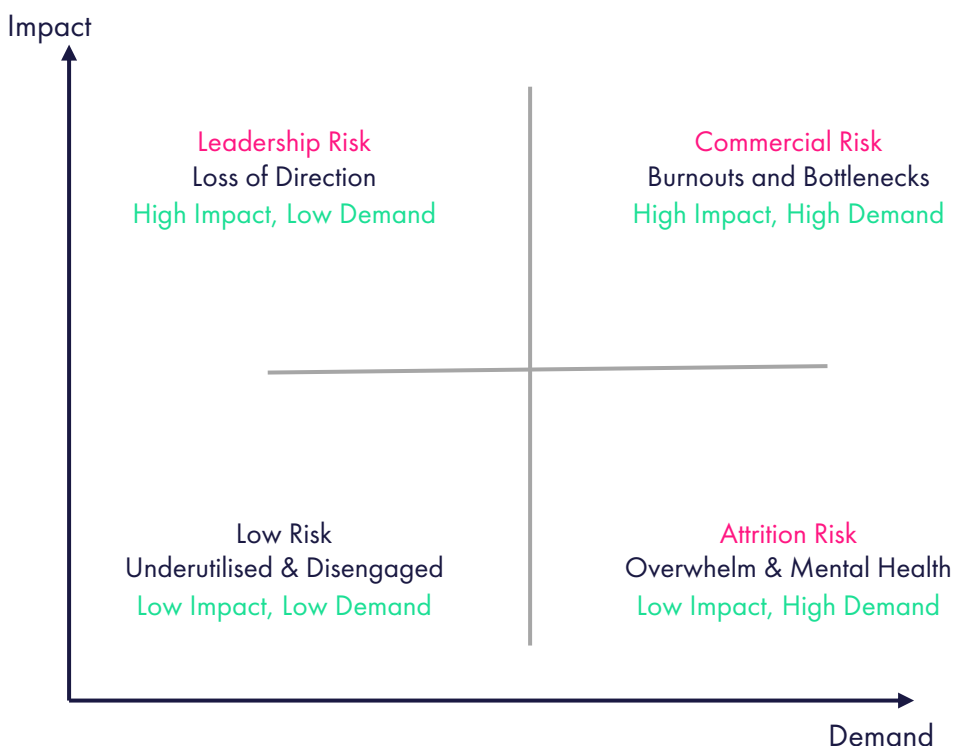 Impact
Leadership Risk
Loss of Direction
High Impact, Low Demand
Commercial Risk
Burnouts and Bottlenecks
High Impact, High Demand
Low Risk
Underutilised & Disengaged
Low Impact, Low Demand
Attrition Risk
Overwhelm & Mental Health
Low Impact, High Demand
Demand